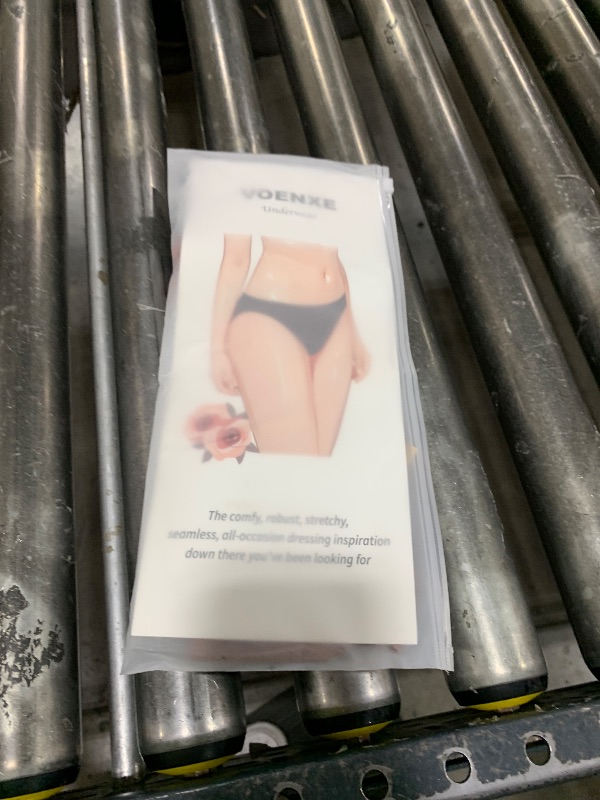 VOENXE
Underwear
The comfy, robust, stretchy,
seamless, all-occasion dressing inspiration
down there you've been looking for